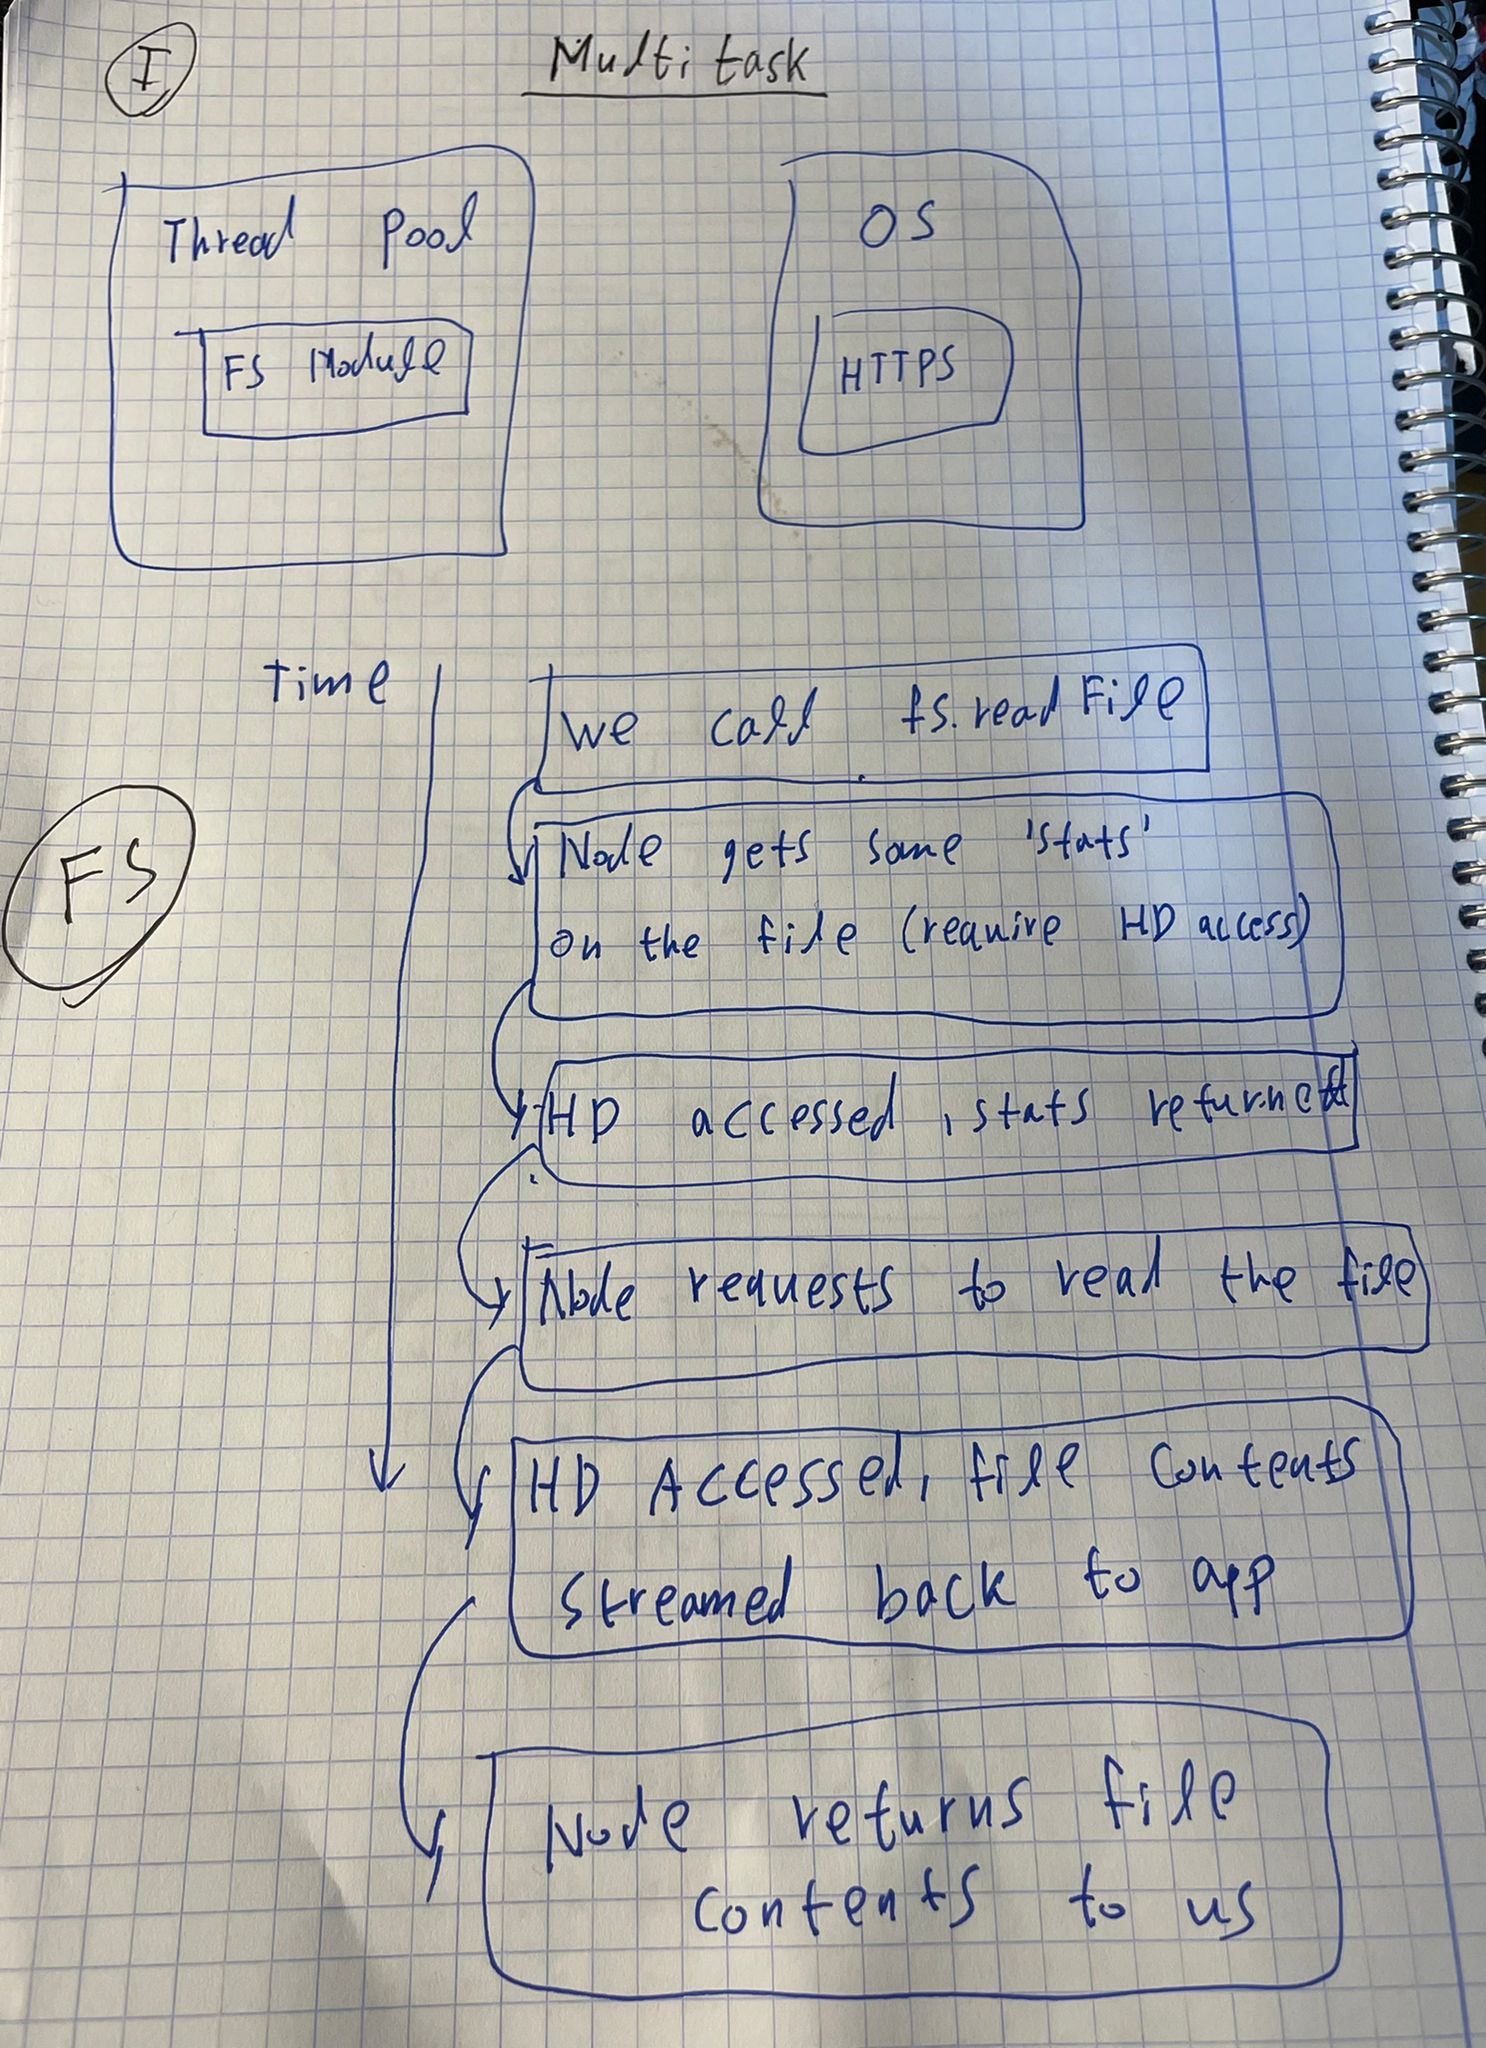 I
Multi task
Thread Pool
FS Module
OS
HTTPS
Time
FS
We call fs.readFile
Node gets some 'stats'
on the file (require HD access)
HD accessed, stats returned
Node requests to read the file
HD Accessed, file contents
streamed back to app
Node returns file
contents to us